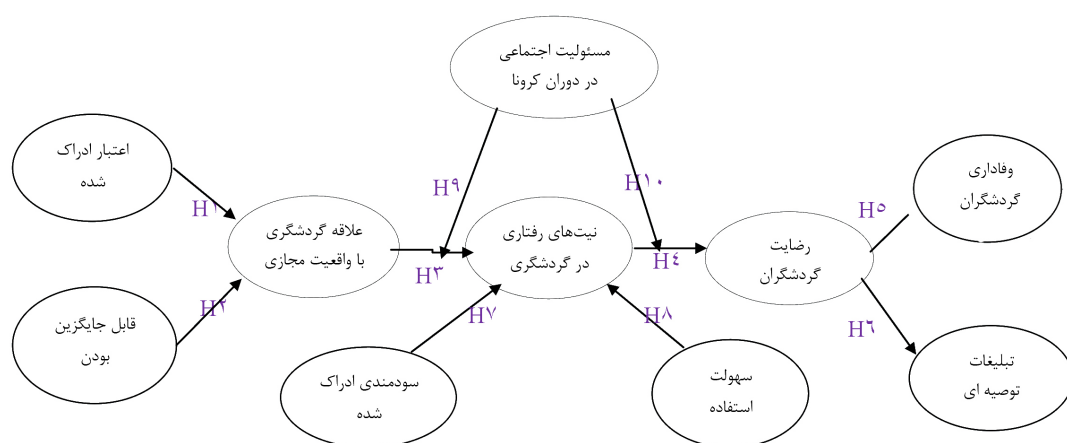 مسئولیت اجتماعی
در دوران کرونا
اعتبار ادراک
شده
وفاداری
گردشگران
H۹
H۱۰
H۱
H۵
علاقه گردشگری
با واقعیت مجازی
نیت‌های رفتاری
در گردشگری
رضایت
گردشگران
H۳
H۴
H۲
H۷
H۸
H۶
قابل جایگزین
بودن
سودمندی ادراک
شده
سهولت
استفاده
تبلیغات
توصیه ای